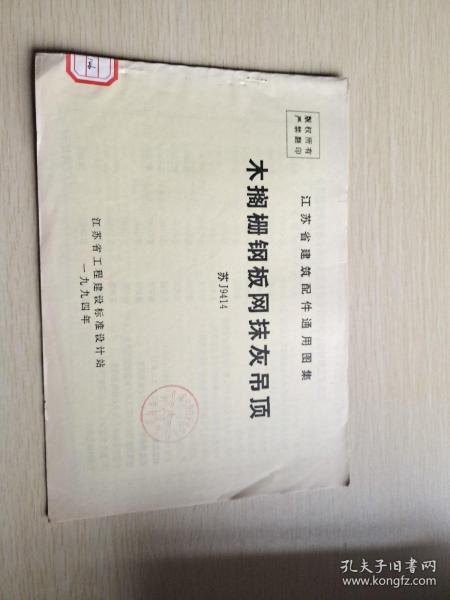 版权所有
严禁翻印
江苏省建筑配件通用图集
木搁栅钢板网抹灰吊顶
苏J9414
江苏省工程建设标准设计站
一九九四年
孔夫子旧书网
www.kongfz.com